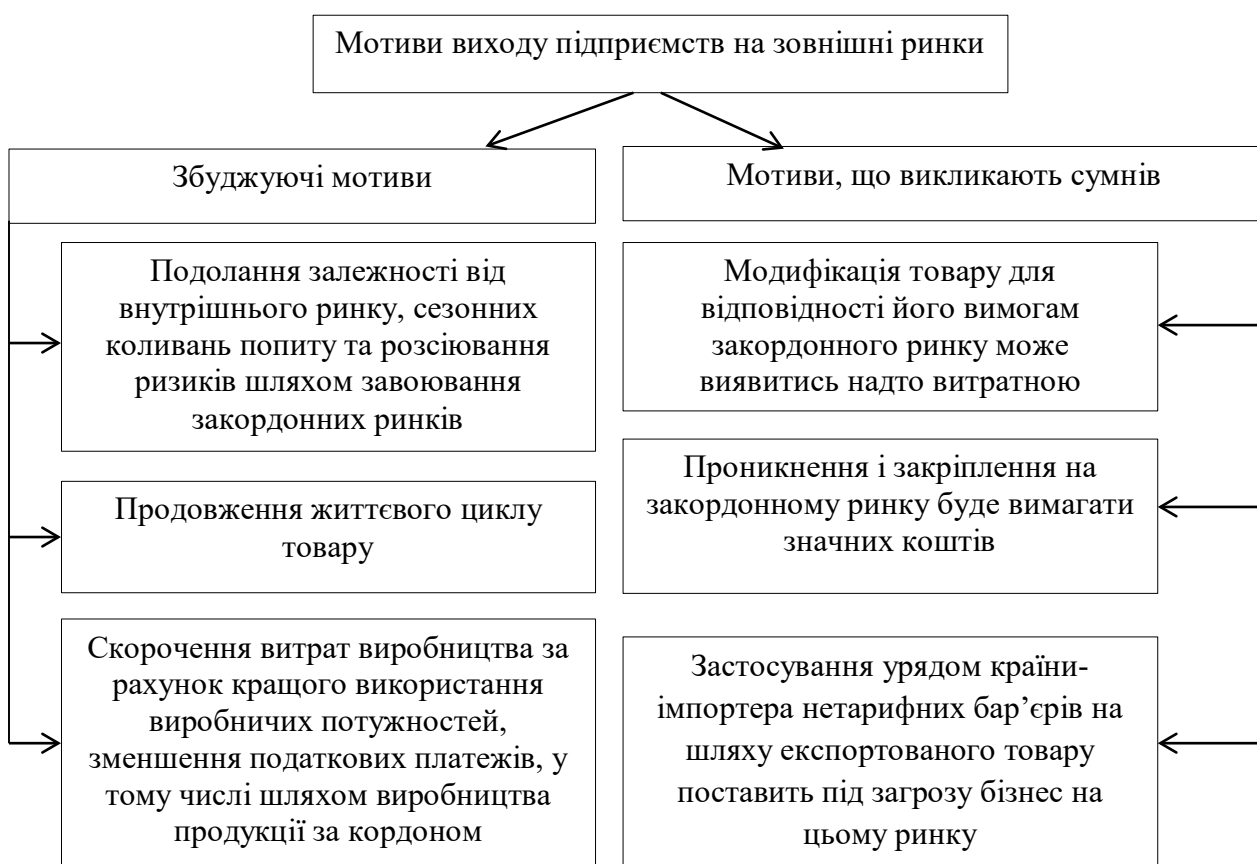 Мотиви виходу підприємств на зовнішні ринки
Збуджуючі мотиви
Мотиви, що викликають сумнів
Подолання залежності від
внутрішнього ринку, сезонних
коливань попиту та розсіювання
ризиків шляхом завоювання
закордонних ринків
Продовження життєвого циклу
товару
Скорочення витрат виробництва за
рахунок кращого використання
виробничих потужностей,
зменшення податкових платежів, у
тому числі шляхом виробництва
продукції за кордоном
Модифікація товару для
відповідності його вимогам
закордонного ринку може
виявитись надто витратною
Проникнення і закріплення на
закордонному ринку буде вимагати
значних коштів
Застосування урядом країни-
імпортера нетарифних бар’єрів на
шляху експортованого товару
поставить під загрозу бізнес на
цьому ринку